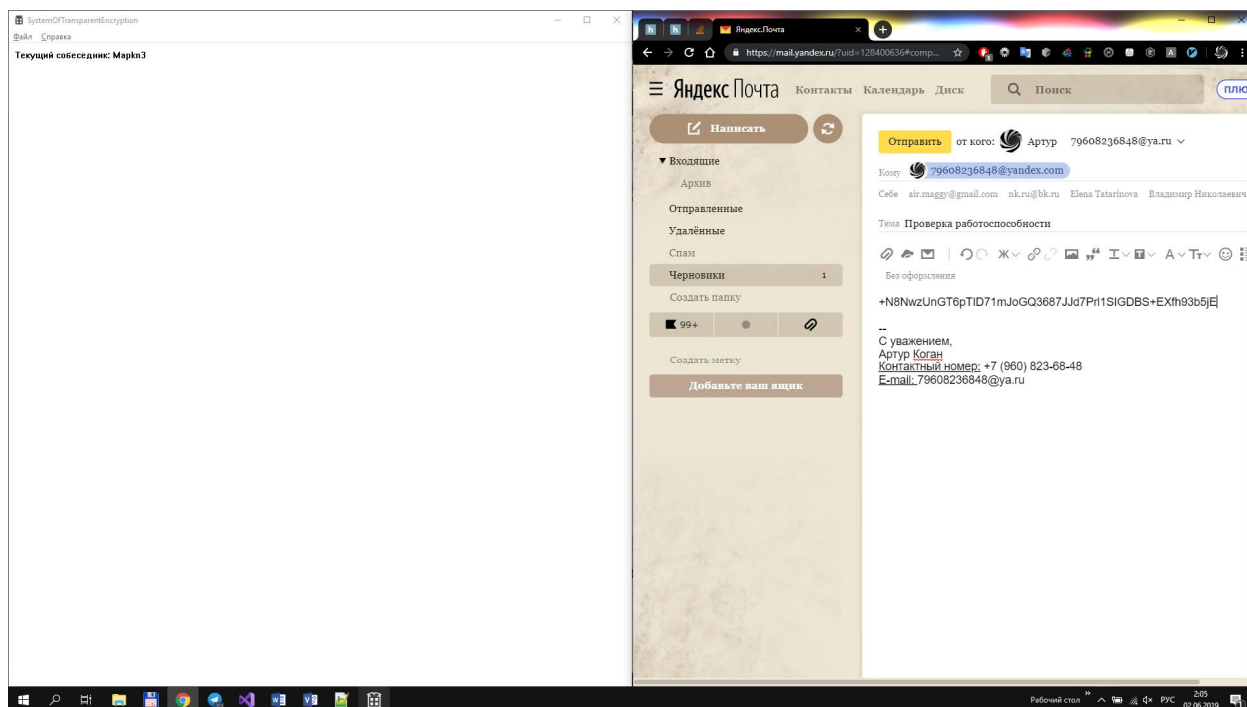 SystemOfTransparentEncryption
Файл Справка
Текущий собеседник: Mapkn3
Яндекс.Почта
https://mail.yandex.ru/?uid=128400636#comp...
Яндекс Почта Контакты Календарь Диск Поиск
Написать
Входящие
Архив
Отправленные
Удалённые
Спам
Черновики 1
Создать папку
99+
Создать метку
Добавьте ваш ящик
Отправить от кого: Артур 79608236848@ya.ru
Кому 79608236848@yandex.com
Себе air.maggy@gmail.com nk.ru@bk.ru Elena Tatarinova Владимир Николаевич
Тема Проверка работоспособности
Без оформления
+N8NwzUnGT6pTID71mJoGQ3687JJd7PrI1SIGDBS+EXfh93b5jE
--
С уважением,
Артур Коган
Контактный номер: +7 (960) 823-68-48
E-mail: 79608236848@ya.ru
Рабочий стол РУС 2:05
02.06.2019